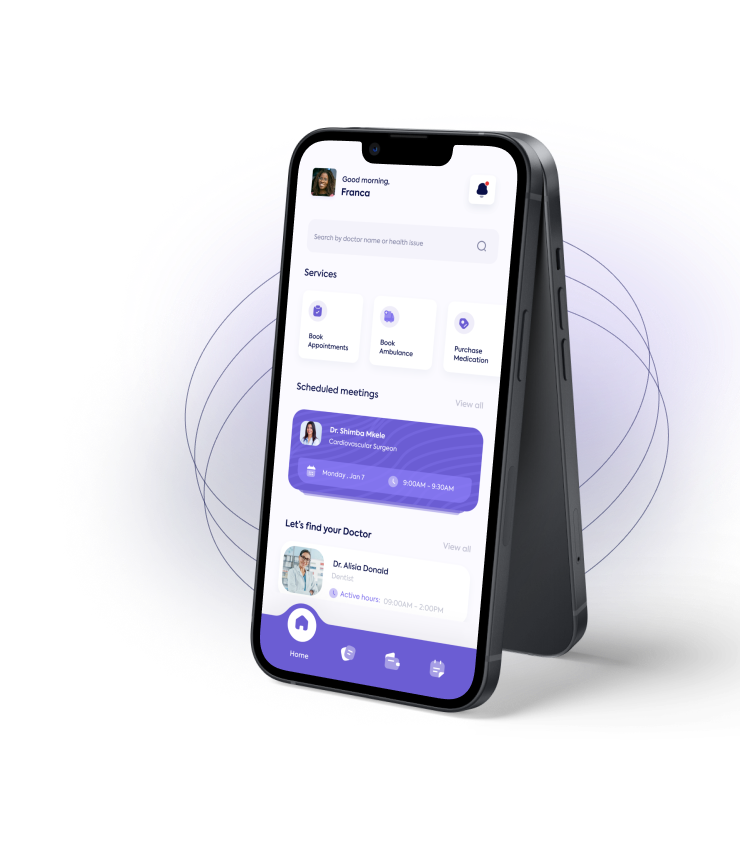 Good morning,
Franca
Search by doctor name or health issue
Services
Book
Appointments
Book
Ambulance
Purchase
Medication
Scheduled meetings
View all
Dr. Shimba Mkele
Cardiovascular Surgeon
Monday , Jan 7
9:00AM - 9:30AM
Let's find your Doctor
View all
Dr. Alisia Donald
Dentist
Active hours: 09:00AM - 2:00PM
Home